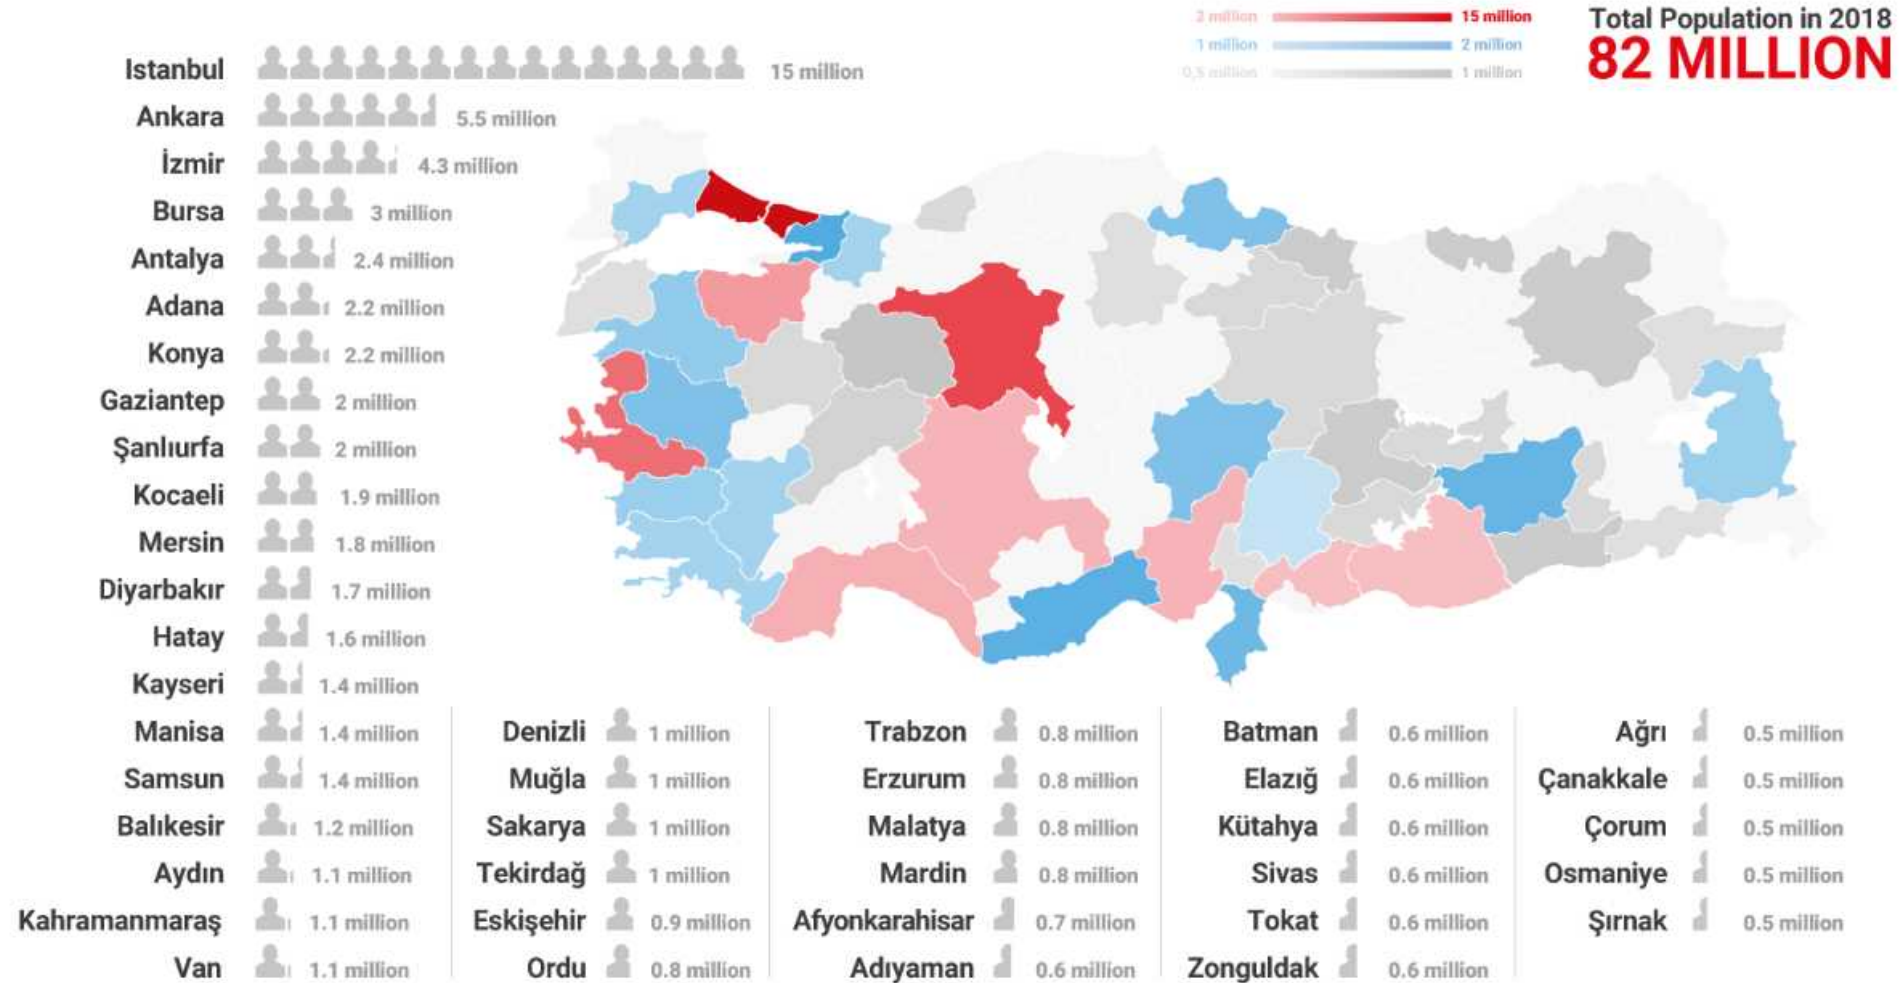 2 million 15 million
1 million 2 million
0,5 million 1 million
Total Population in 2018
82 MILLION
Istanbul 15 million
Ankara 5.5 million
İzmir 4.3 million
Bursa 3 million
Antalya 2.4 million
Adana 2.2 million
Konya 2.2 million
Gaziantep 2 million
Şanlıurfa 2 million
Kocaeli 1.9 million
Mersin 1.8 million
Diyarbakır 1.7 million
Hatay 1.6 million
Kayseri 1.4 million
Manisa 1.4 million
Samsun 1.4 million
Balıkesir 1.2 million
Aydın 1.1 million
Kahramanmaraş 1.1 million
Van 1.1 million
Denizli 1 million
Muğla 1 million
Sakarya 1 million
Tekirdağ 1 million
Eskişehir 0.9 million
Ordu 0.8 million
Trabzon 0.8 million
Erzurum 0.8 million
Malatya 0.8 million
Mardin 0.8 million
Afyonkarahisar 0.7 million
Adıyaman 0.6 million
Batman 0.6 million
Elazığ 0.6 million
Kütahya 0.6 million
Sivas 0.6 million
Tokat 0.6 million
Zonguldak 0.6 million
Ağrı 0.5 million
Çanakkale 0.5 million
Çorum 0.5 million
Osmaniye 0.5 million
Şırnak 0.5 million